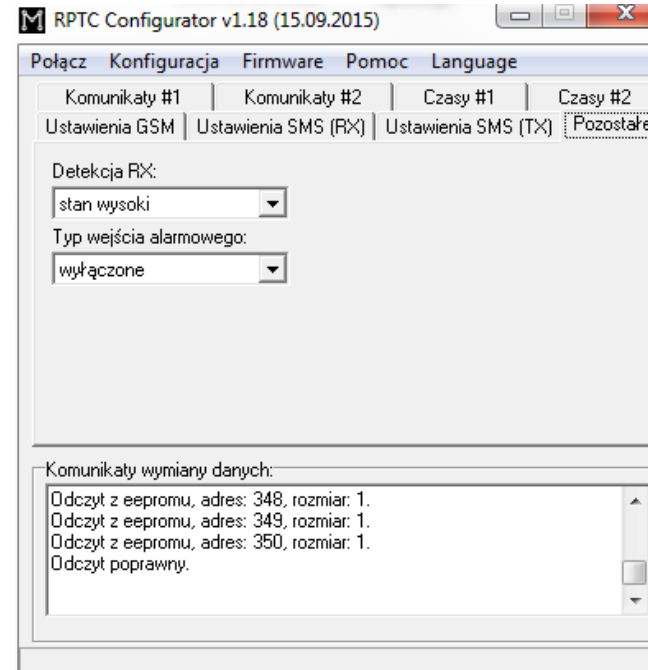 RPTC Configurator v1.18 (15.09.2015)
Połącz Konfiguracja Firmware Pomoc Language
Komunikaty #1 Komunikaty #2 Czasy #1 Czasy #2
Ustawienia GSM Ustawienia SMS (RX) Ustawienia SMS (TX) Pozostałe
Detekcja RX:
stan wysoki
Typ wejścia alarmowego:
wyłączone
Komunikaty wymiany danych:
Odczyt z eepromu, adres: 348, rozmiar: 1.
Odczyt z eepromu, adres: 349, rozmiar: 1.
Odczyt z eepromu, adres: 350, rozmiar: 1.
Odczyt poprawny.